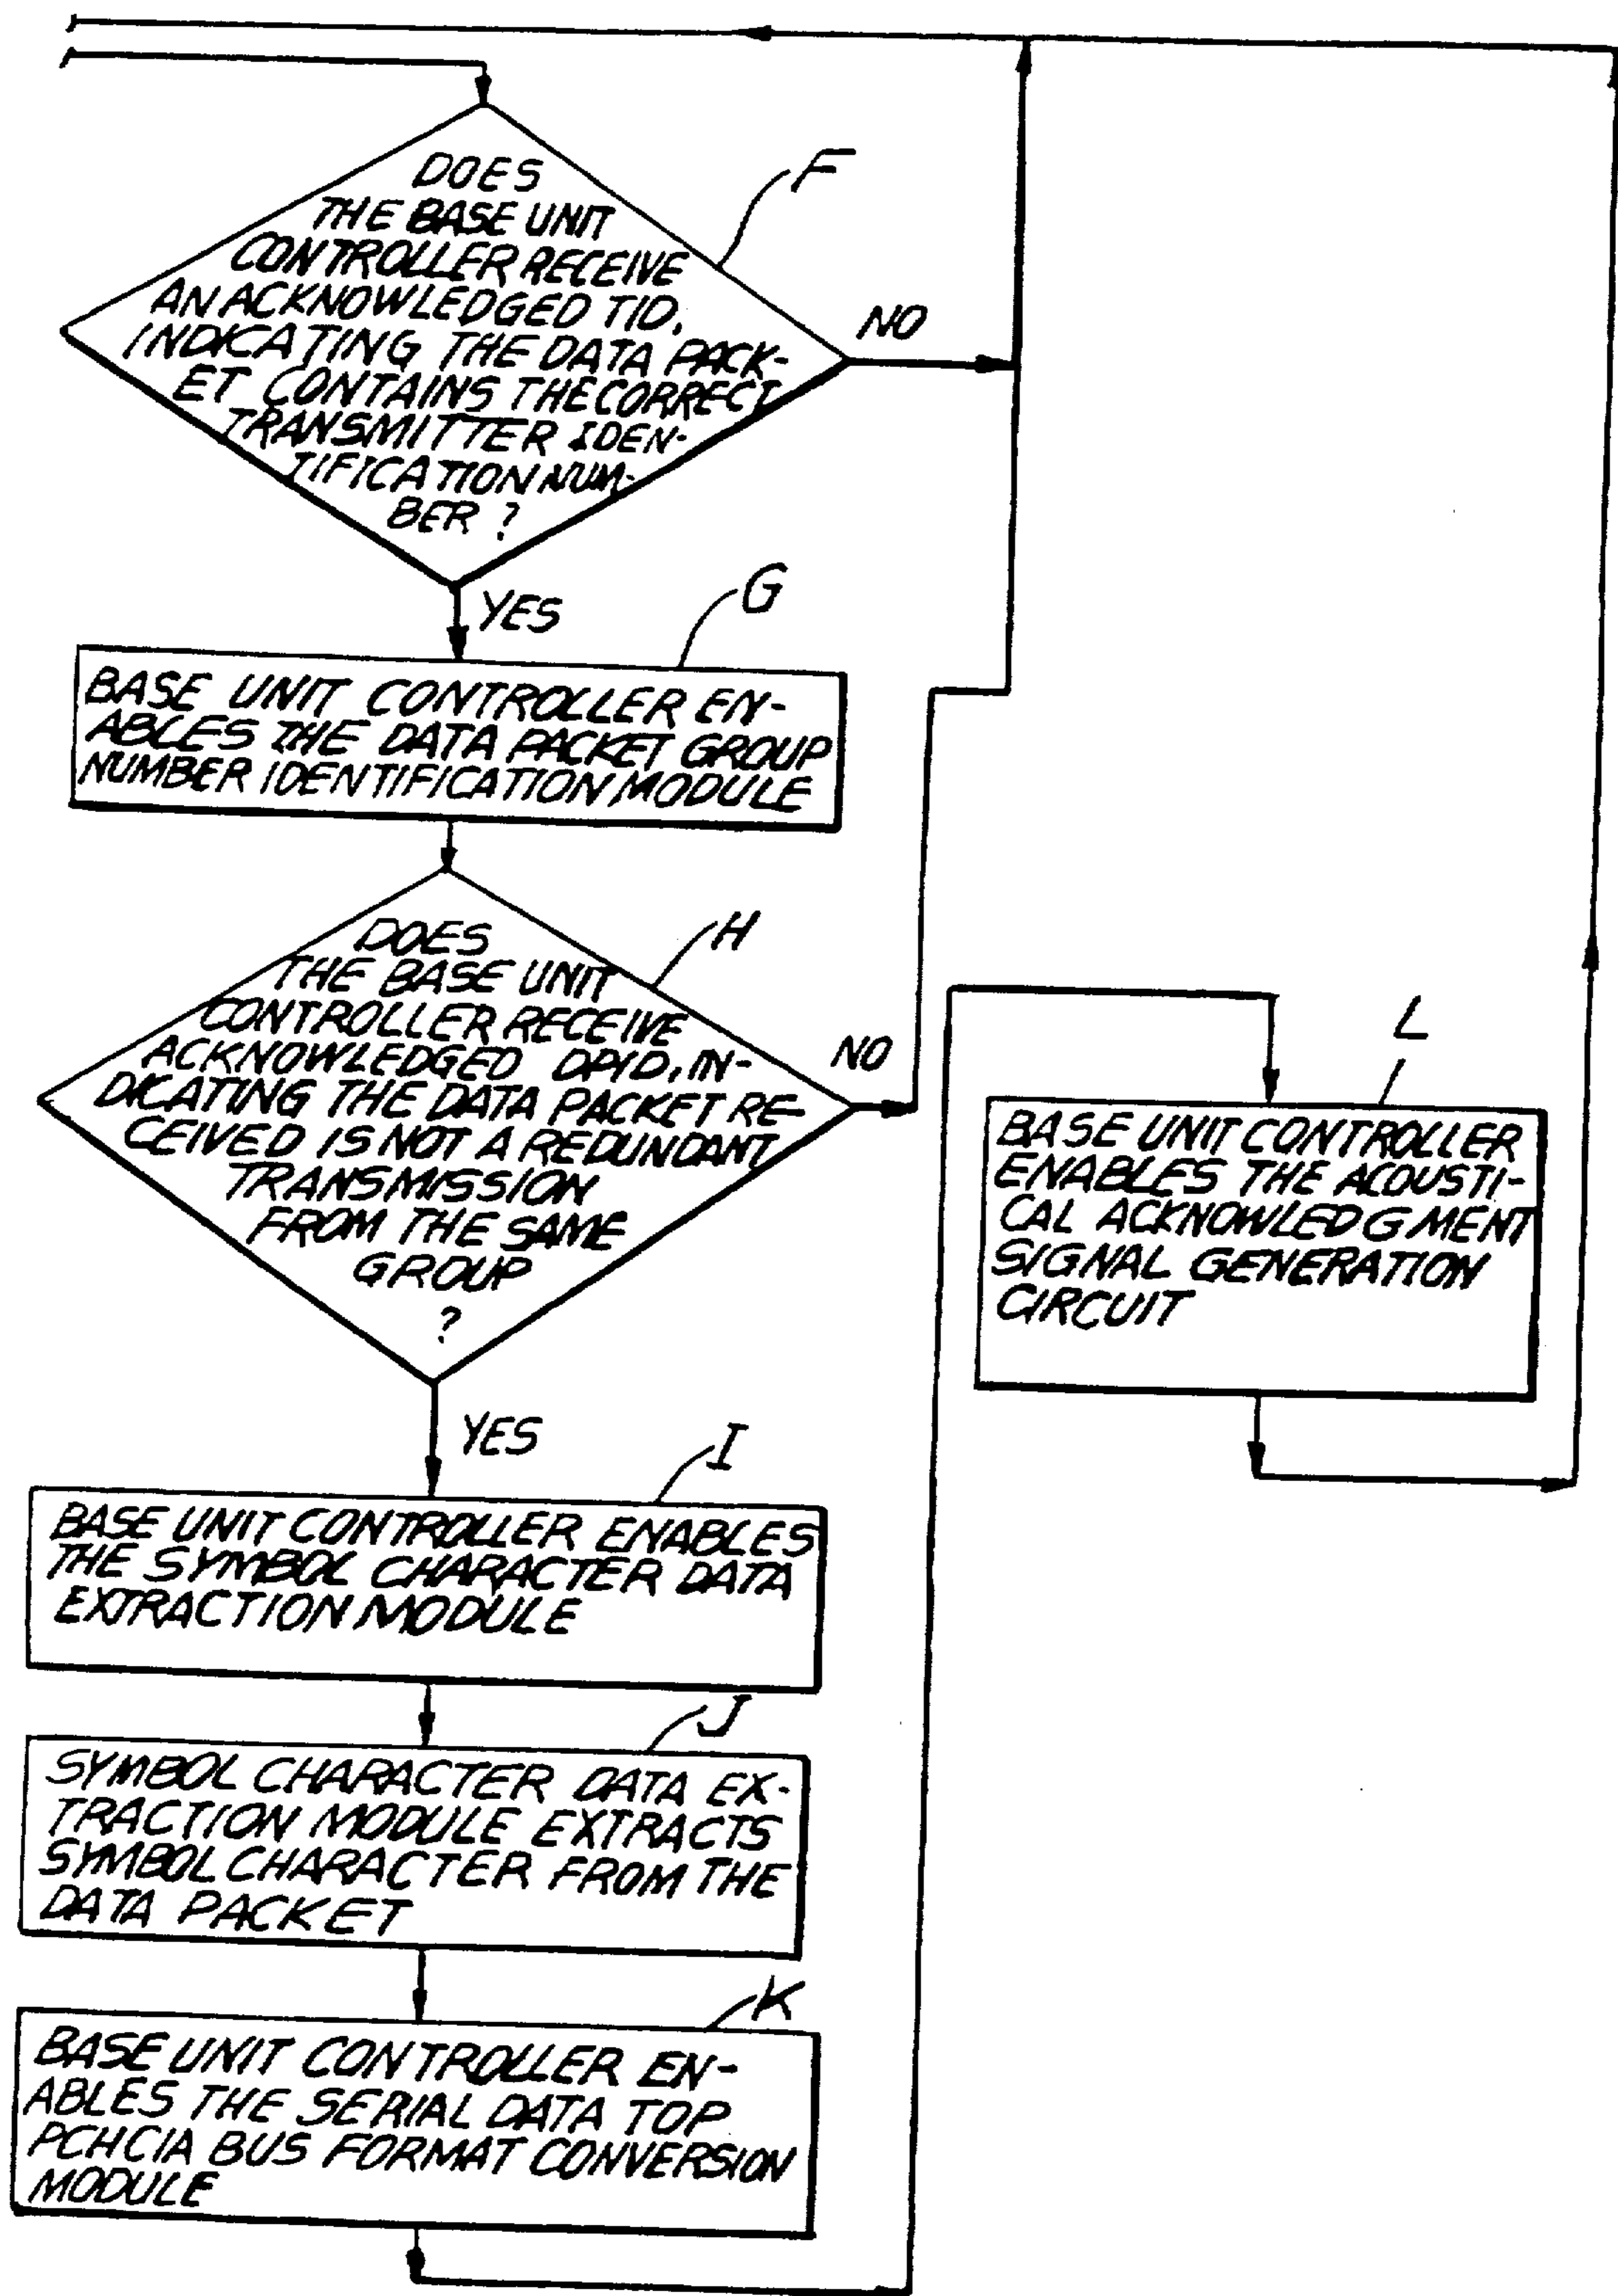 DOES
THE BASE UNIT
CONTROLLER RECEIVE
AN ACKNOWLEDGED TID,
INDICATING THE DATA PACK-
ET CONTAINS THE CORRECT
TRANSMITTER IDEN-
TIFICATION NUM-
BER ?
F
NO
YES
G
BASE UNIT CONTROLLER EN-
ABLES THE DATA PACKET GROUP
NUMBER IDENTIFICATION MODULE
DOES
THE BASE UNIT
CONTROLLER RECEIVE
ACKNOWLEDGED DPID, IN-
DICATING THE DATA PACKET RE-
CEIVED IS NOT A REDUNDANT
TRANSMISSION
FROM THE SAME
GROUP
?
H
NO
YES
I
BASE UNIT CONTROLLER ENABLES
THE SYMBOL CHARACTER DATA
EXTRACTION MODULE
J
SYMBOL CHARACTER DATA EX-
TRACTION MODULE EXTRACTS
SYMBOL CHARACTER FROM THE
DATA PACKET
K
BASE UNIT CONTROLLER EN-
ABLES THE SERIAL DATA TOP
PCHCIA BUS FORMAT CONVERSION
MODULE
L
BASE UNIT CONTROLLER
ENABLES THE ACOUSTI-
CAL ACKNOWLEDGMENT
SIGNAL GENERATION
CIRCUIT